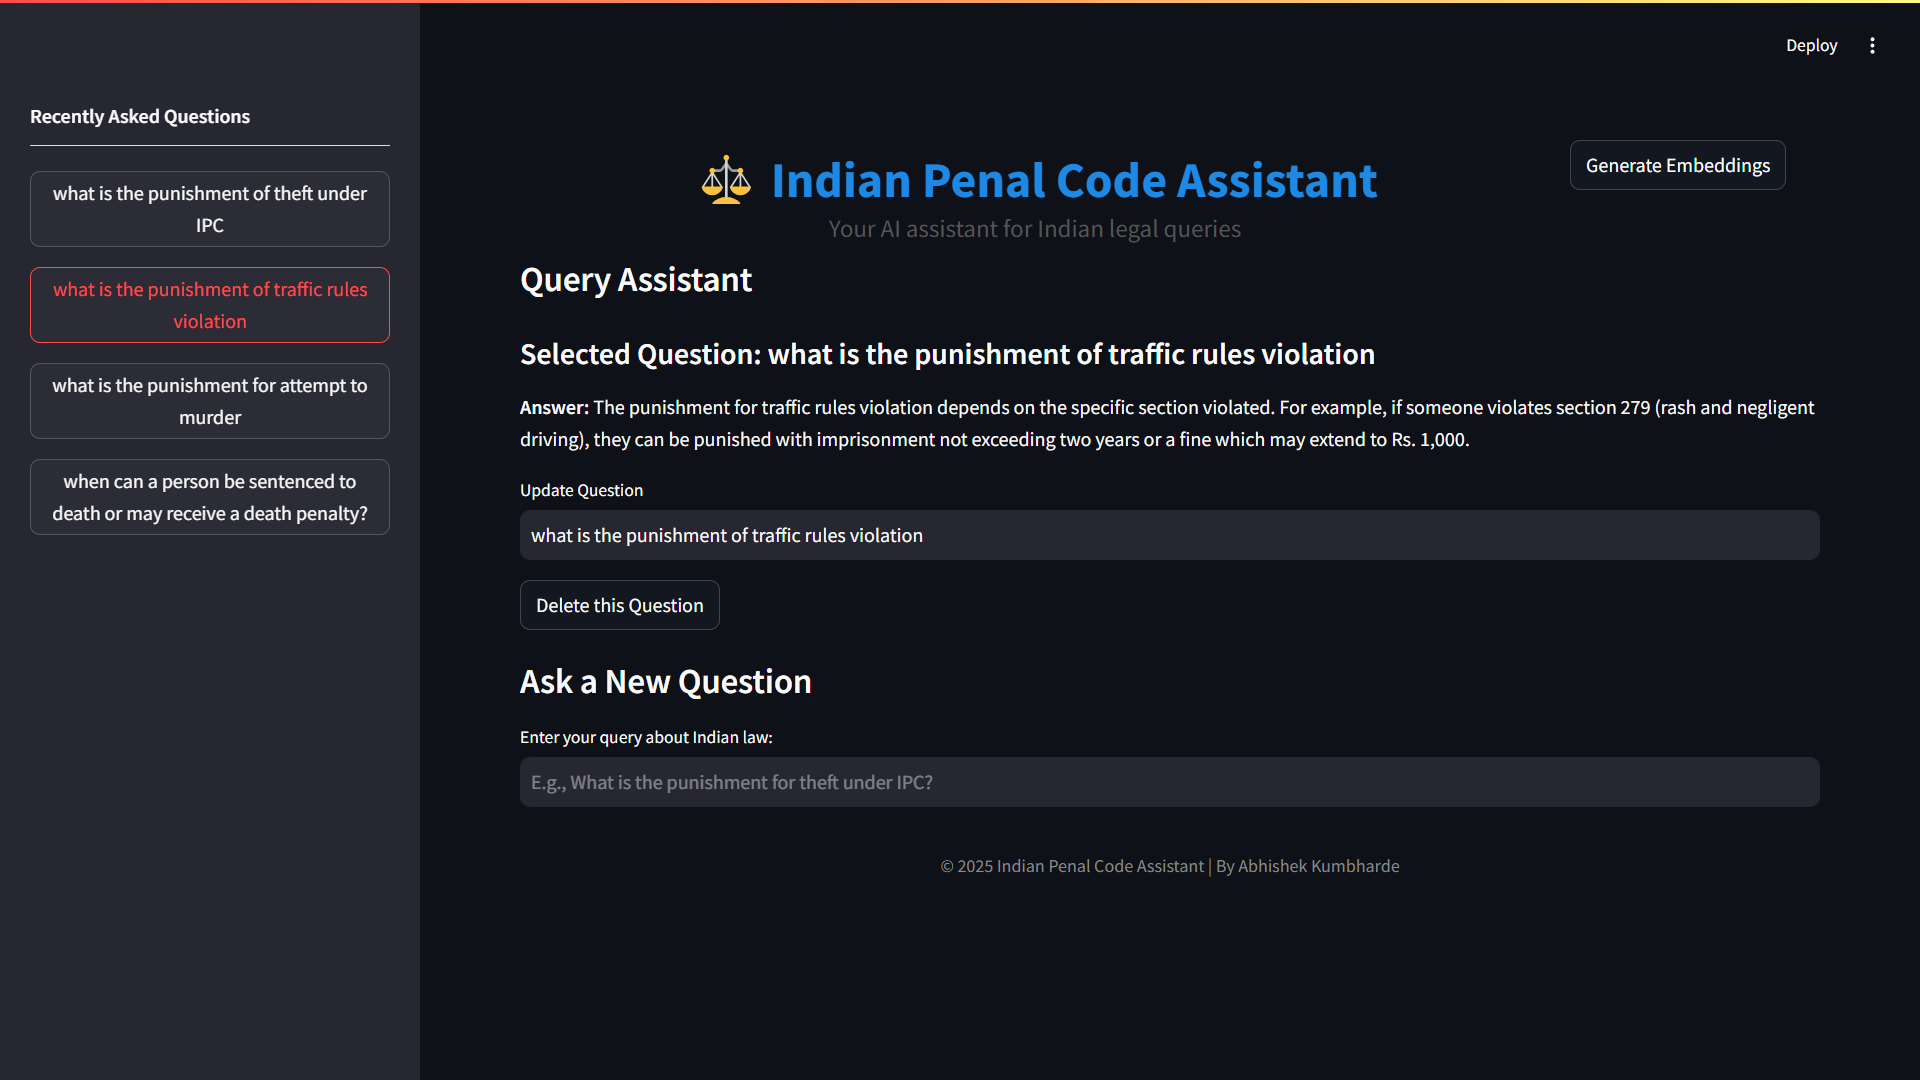 Deploy
Recently Asked Questions
what is the punishment of theft under
IPC
what is the punishment of traffic rules
violation
what is the punishment for attempt to
murder
when can a person be sentenced to
death or may receive a death penalty?
Indian Penal Code Assistant
Your AI assistant for Indian legal queries
Generate Embeddings
Query Assistant
Selected Question: what is the punishment of traffic rules violation
Answer: The punishment for traffic rules violation depends on the specific section violated. For example, if someone violates section 279 (rash and negligent
driving), they can be punished with imprisonment not exceeding two years or a fine which may extend to Rs. 1,000.
Update Question
what is the punishment of traffic rules violation
Delete this Question
Ask a New Question
Enter your query about Indian law:
E.g., What is the punishment for theft under IPC?
© 2025 Indian Penal Code Assistant | By Abhishek Kumbharde